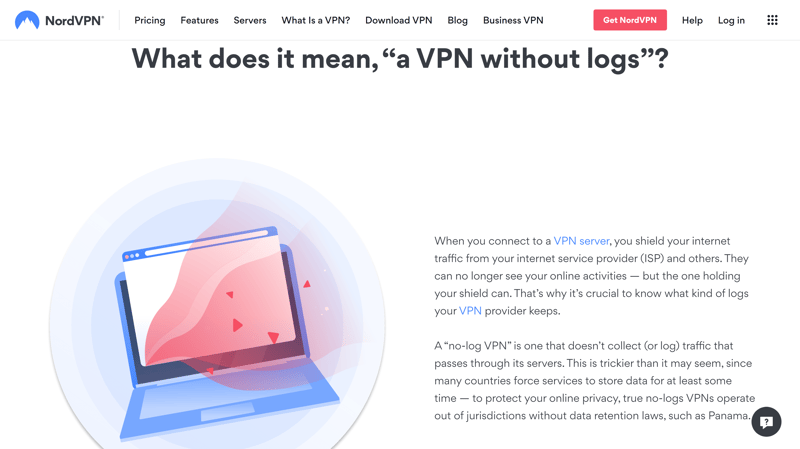 NordVPN®
Pricing
Features
Servers
What Is a VPN?
Download VPN
Blog
Business VPN
Get NordVPN
Help
Log in
What does it mean, “a VPN without logs”?
When you connect to a VPN server, you shield your internet
traffic from your internet service provider (ISP) and others. They
can no longer see your online activities — but the one holding
your shield can. That’s why it’s crucial to know what kind of logs
your VPN provider keeps.
A “no-log VPN” is one that doesn’t collect (or log) traffic that
passes through its servers. This is trickier than it may seem, since
many countries force services to store data for at least some
time — to protect your online privacy, true no-logs VPNs operate
out of jurisdictions without data retention laws, such as Panama.